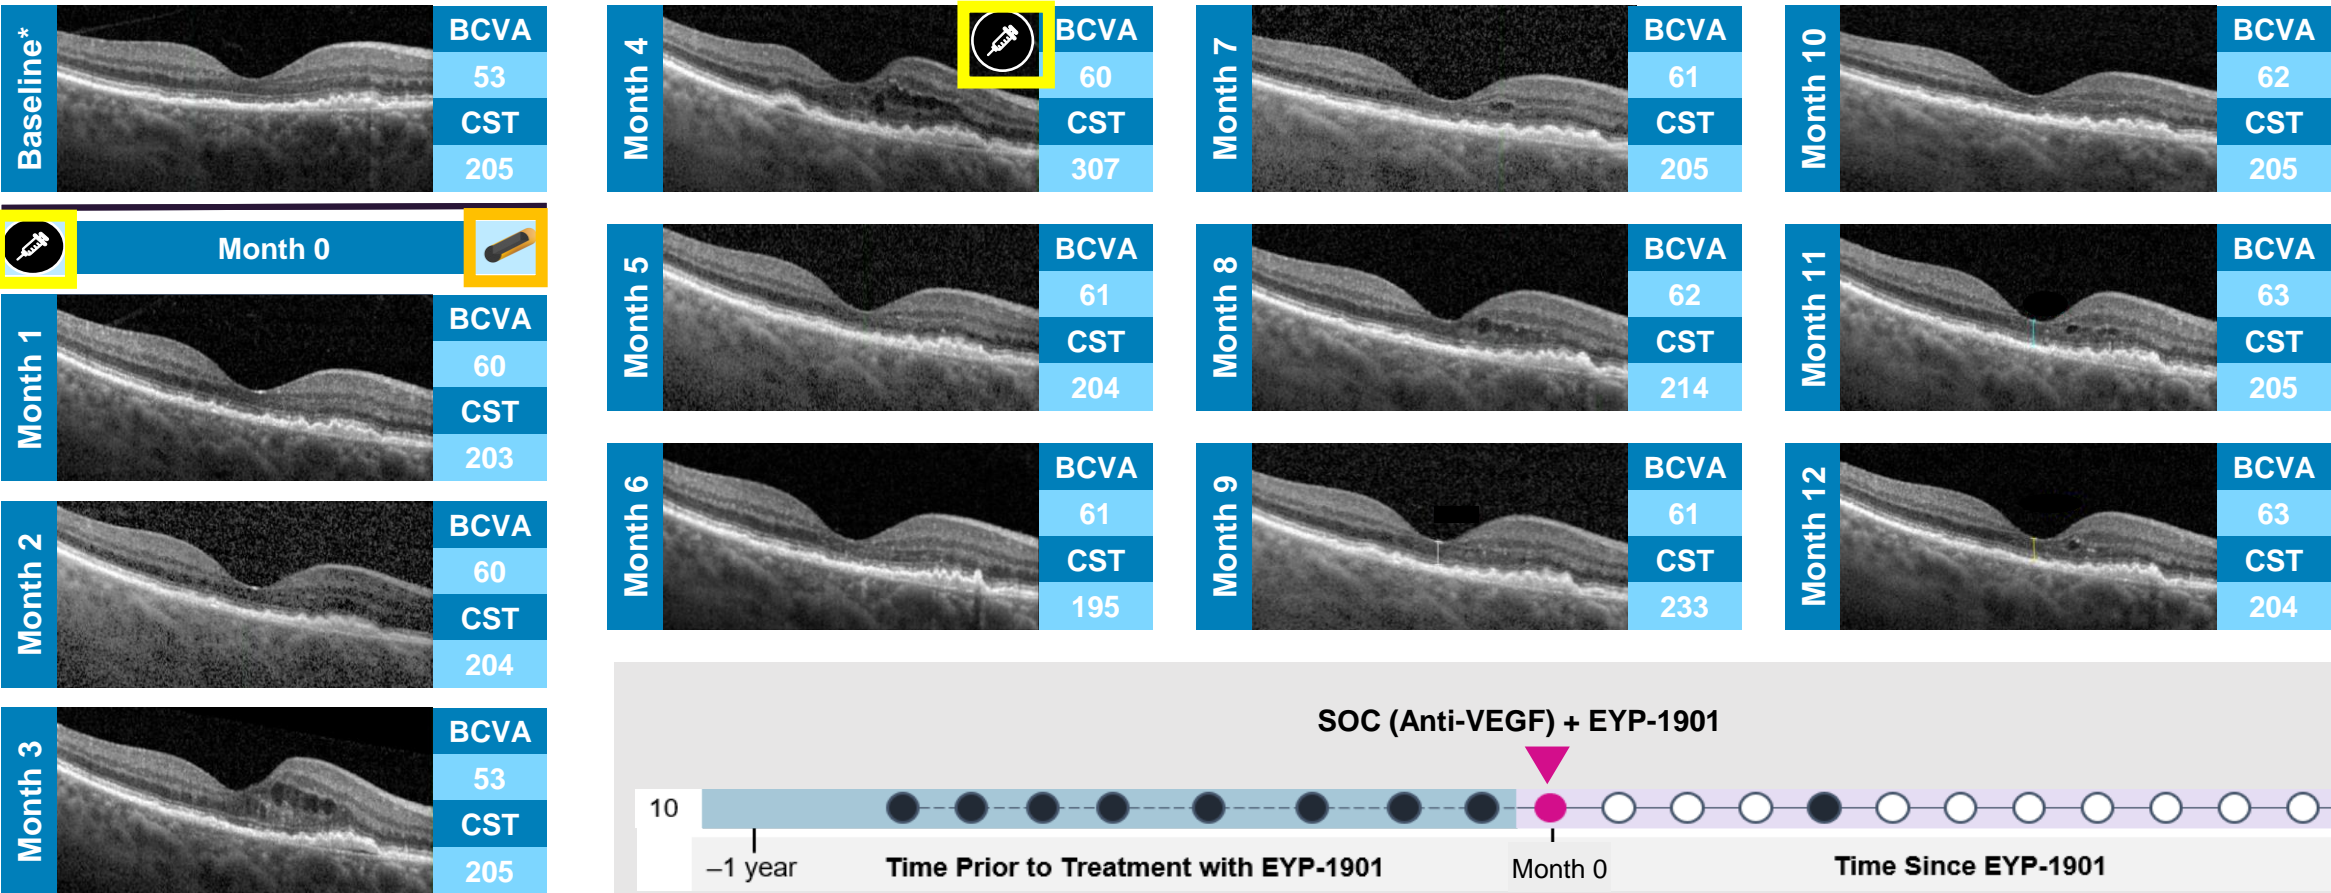 Baseline*
BCVA
53
CST
205
Month 0
Month 1
BCVA
60
CST
203
Month 2
BCVA
60
CST
204
Month 3
BCVA
53
CST
205
Month 4
BCVA
60
CST
307
Month 5
BCVA
61
CST
204
Month 6
BCVA
61
CST
195
Month 7
BCVA
61
CST
205
Month 8
BCVA
62
CST
214
Month 9
BCVA
61
CST
233
Month 10
BCVA
62
CST
205
Month 11
BCVA
63
CST
205
Month 12
BCVA
63
CST
204
SOC (Anti-VEGF) + EYP-1901
10
–1 year
Time Prior to Treatment with EYP-1901
Month 0
Time Since EYP-1901